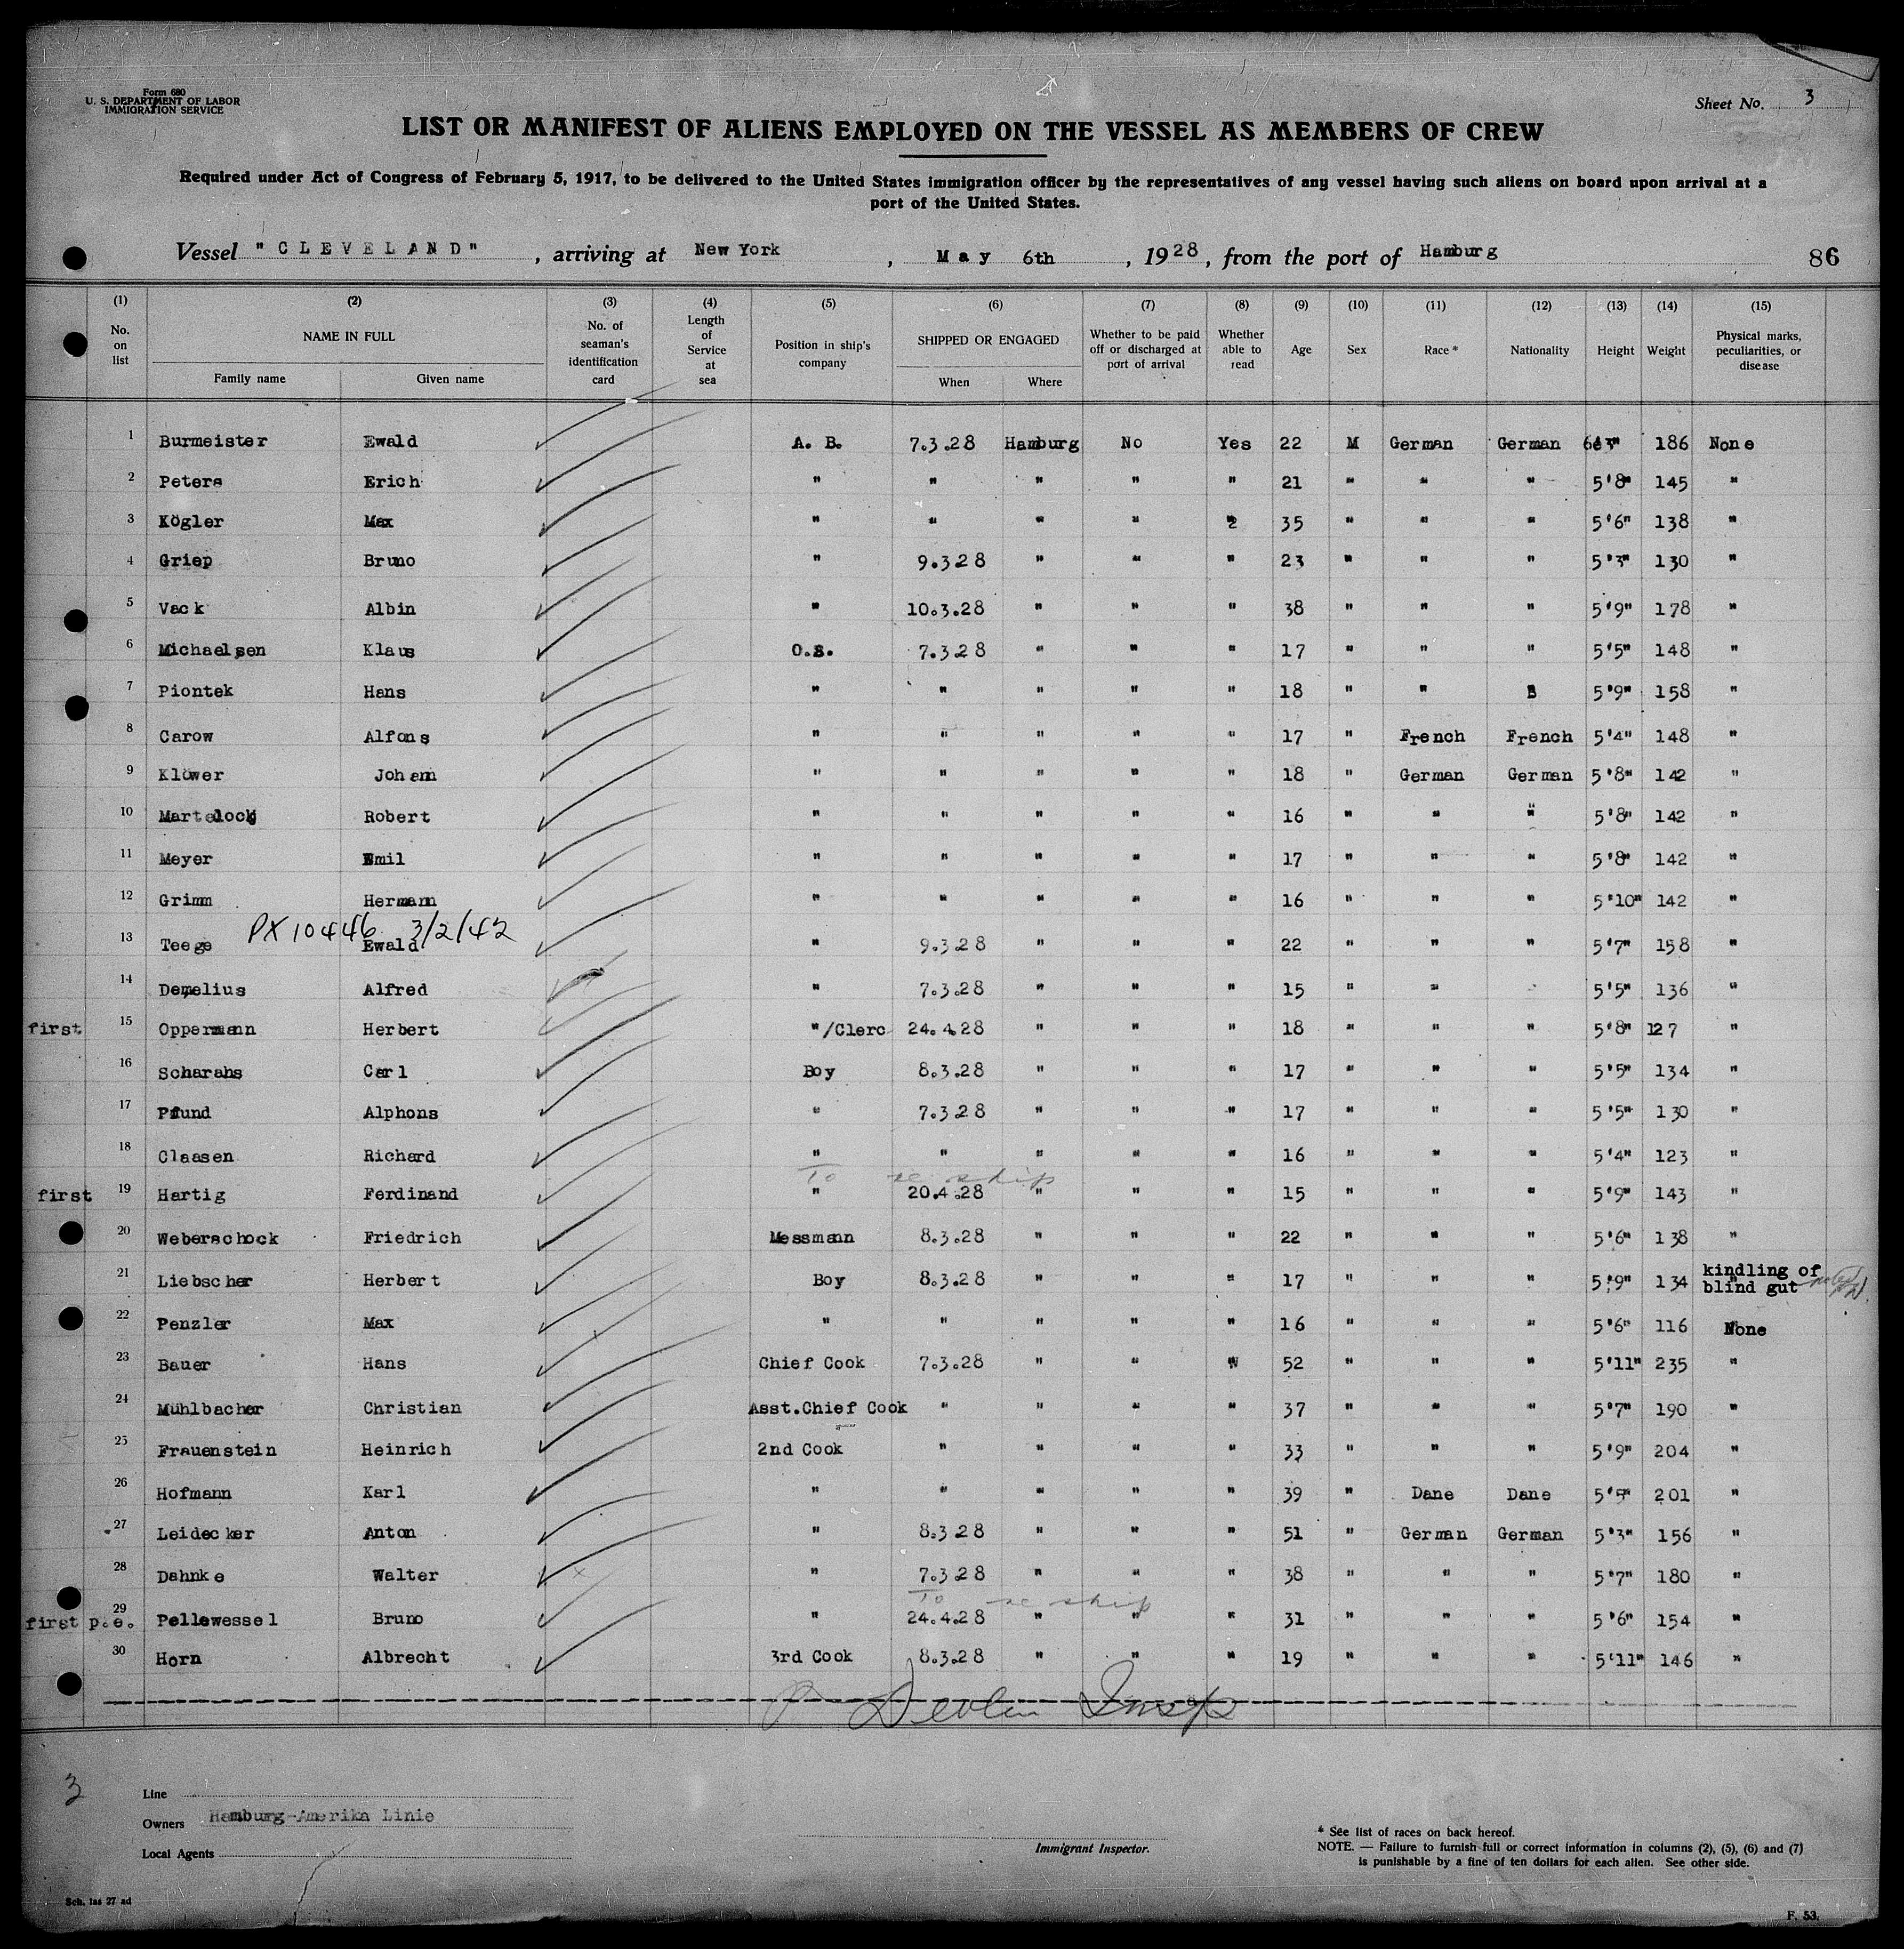 Form 680
U. S. DEPARTMENT OF LABOR
IMMIGRATION SERVICE
Sheet No. 3
LIST OR MANIFEST OF ALIENS EMPLOYED ON THE VESSEL AS MEMBERS OF CREW
Required under Act of Congress of February 5, 1917, to be delivered to the United States immigration officer by the representatives of any vessel having such aliens on board upon arrival at a
port of the United States.
Vessel "CLEVELAND", arriving at New York, May 6th, 1928, from the port of Hamburg 86
(1) (2) (3) (4) (5) (6) (7) (8) (9) (10) (11) (12) (13) (14) (15)
No. on list NAME IN FULL Family name Given name No. of seaman's identification card Length of Service at sea Position in ship's company SHIPPED OR ENGAGED When Where Whether to be paid off or discharged at port of arrival Whether able to read Age Sex Race * Nationality Height Weight Physical marks, peculiarities, or disease
1 Burmeister Ewald A. B. 7.3.28 Hamburg No Yes 22 M German German 186 None
2 Peters Erich " " " " " 21 " " " 5'8" 145 "
3 Kögler Max " " " " " 35 " " " 5'6" 138 "
4 Griep Bruno " 9.3.28 " " " 23 " " " 5'3" 130 "
5 Vack Albin " 10.3.28 " " " 38 " " " 5'9" 178 "
6 Michaelsen Klaus O.S. 7.3.28 " " " 17 " " " 5'5" 148 "
7 Piontek Hans " " " " " 18 " " " 5'9" 158 "
8 Carow Alfons " " " " " 17 " French French 5'4" 148 "
9 Klöwer Johann " " " " " 18 " German German 5'8" 142 "
10 Martelock Robert " " " " " 16 " " " 5'8" 142 "
11 Meyer Emil " " " " " 17 " " " 5'8" 142 "
12 Grimm Hermann " " " " " 16 " " " 5'10" 142 "
PX 10446 3/2/42
13 Teege Ewald " 9.3.28 " " " 22 " " " 5'7" 158 "
14 Demelius Alfred " 7.3.28 " " " 15 " " 5'5" 136 "
first 15 Oppermann Herbert "/Clerc 24.4.28 " " " 18 " " " 5'8" 127 "
16 Scharahs Carl Boy 8.3.28 " " " 17 " " " 5'5" 134 "
17 Pfund Alphons " 7.3.28 " " " 17 " " " 5'5" 130 "
18 Claasen Richard " " " " " 16 " " " 5'4" 123 "
To re ship
first 19 Hartig Ferdinand " 20.4.28 " " " 15 " " " 5'9" 143 "
20 Weberschock Friedrich Messmann 8.3.28 " " " 22 " " " 5'6" 138 "
21 Liebscher Herbert Boy 8.3.28 " " " 17 " " " 5'9" 134 kindling of blind gut
22 Penzler Max " " " " " 16 " " " 5'6" 116 None
23 Bauer Hans Chief Cook 7.3.28 " " " 52 " " " 5'11" 235 "
24 Mühlbacher Christian Asst.Chief Cook " " " " 37 " " " 5'7" 190 "
25 Frauenstein Heinrich 2nd Cook " " " " 33 " " " 5'9" 204 "
26 Hofmann Karl " " " " " 39 " Dane Dane 5'5" 201 "
27 Leidecker Anton " 8.3.28 " " " 51 " German German 5'3" 156 "
28 Dahnke Walter " 7.3.28 " " " 38 " " " 5'7" 180 "
To re ship
first p.e. 29 Pellewessel Bruno " 24.4.28 " " " 31 " " " 5'6" 154 "
30 Horn Albrecht 3rd Cook 8.3.28 " " " 19 " " " 5'11" 146 "
Devlin Insp
3
Line
Owners Hamburg-Amerika Linie
Local Agents
Immigrant Inspector.
* See list of races on back hereof.
NOTE. — Failure to furnish full or correct information in columns (2), (5), (6) and (7)
is punishable by a fine of ten dollars for each alien. See other side.
Sch. las 27 ad
F. 53.